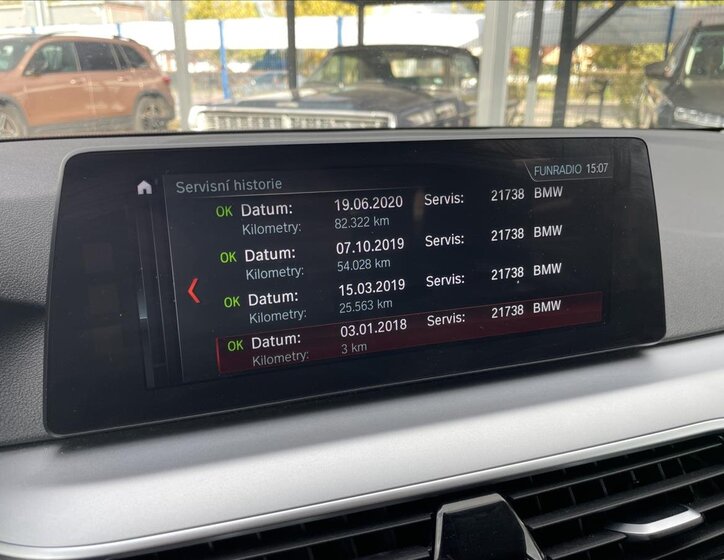 FUNRADIO 15:07
Servisní historie
OK Datum: 19.06.2020 Servis: 21738 BMW
Kilometry: 82.322 km
OK Datum: 07.10.2019 Servis: 21738 BMW
Kilometry: 54.028 km
OK Datum: 15.03.2019 Servis: 21738 BMW
Kilometry: 25.563 km
OK Datum: 03.01.2018 Servis: 21738 BMW
Kilometry: 3 km